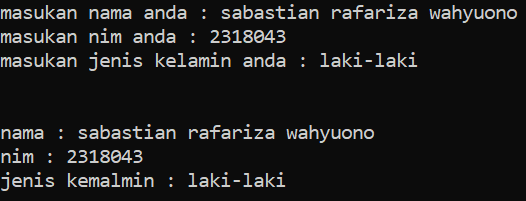 masukan nama anda : sabastian rafariza wahyuono
masukan nim anda : 2318043
masukan jenis kelamin anda : laki-laki
nama : sabastian rafariza wahyuono
nim : 2318043
jenis kemalmin : laki-laki